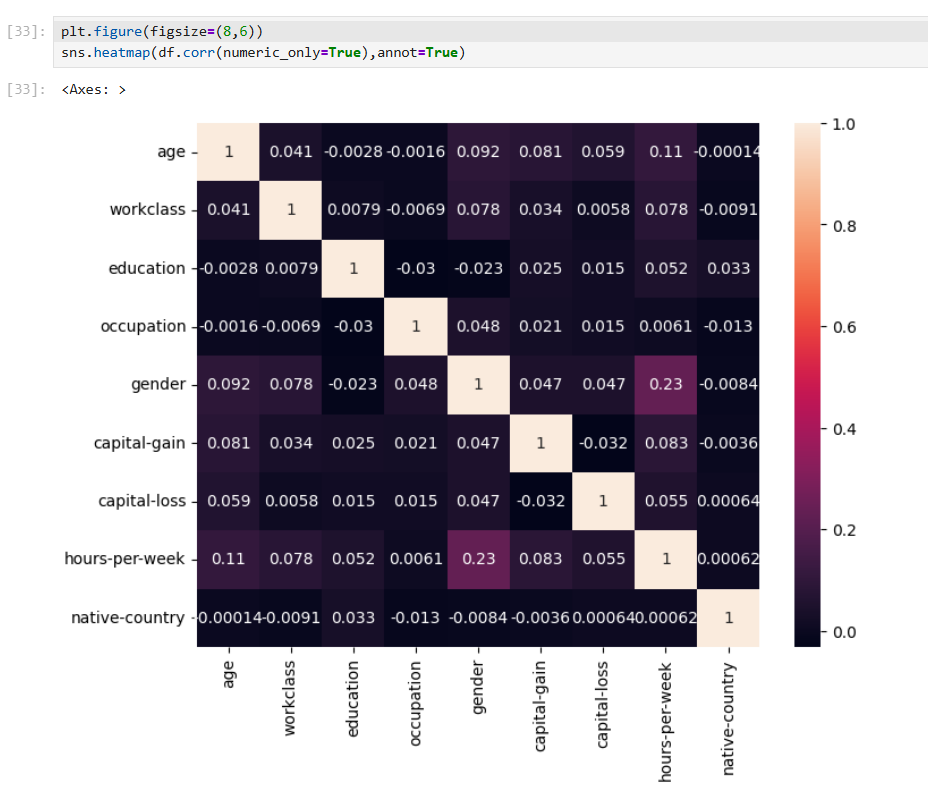 [33]: plt.figure(figsize=(8,6))
sns.heatmap(df.corr(numeric_only=True),annot=True)
[33]: <Axes: >
age 1 0.041 -0.0028 -0.0016 0.092 0.081 0.059 0.11 -0.00014 1.0
workclass 0.041 1 0.0079 -0.0069 0.078 0.034 0.0058 0.078 -0.0091
0.8
education -0.0028 0.0079 1 -0.03 -0.023 0.025 0.015 0.052 0.033
occupation -0.0016 -0.0069 -0.03 1 0.048 0.021 0.015 0.0061 -0.013
0.6
gender 0.092 0.078 -0.023 0.048 1 0.047 0.047 0.23 -0.0084
0.4
capital-gain 0.081 0.034 0.025 0.021 0.047 1 -0.032 0.083 -0.0036
capital-loss 0.059 0.0058 0.015 0.015 0.047 -0.032 1 0.055 0.00064
0.2
hours-per-week 0.11 0.078 0.052 0.0061 0.23 0.083 0.055 1 0.00062
native-country -0.00014 -0.0091 0.033 -0.013 -0.0084 -0.0036 0.00064 0.00062 1
0.0
age workclass education occupation gender capital-gain capital-loss hours-per-week native-country